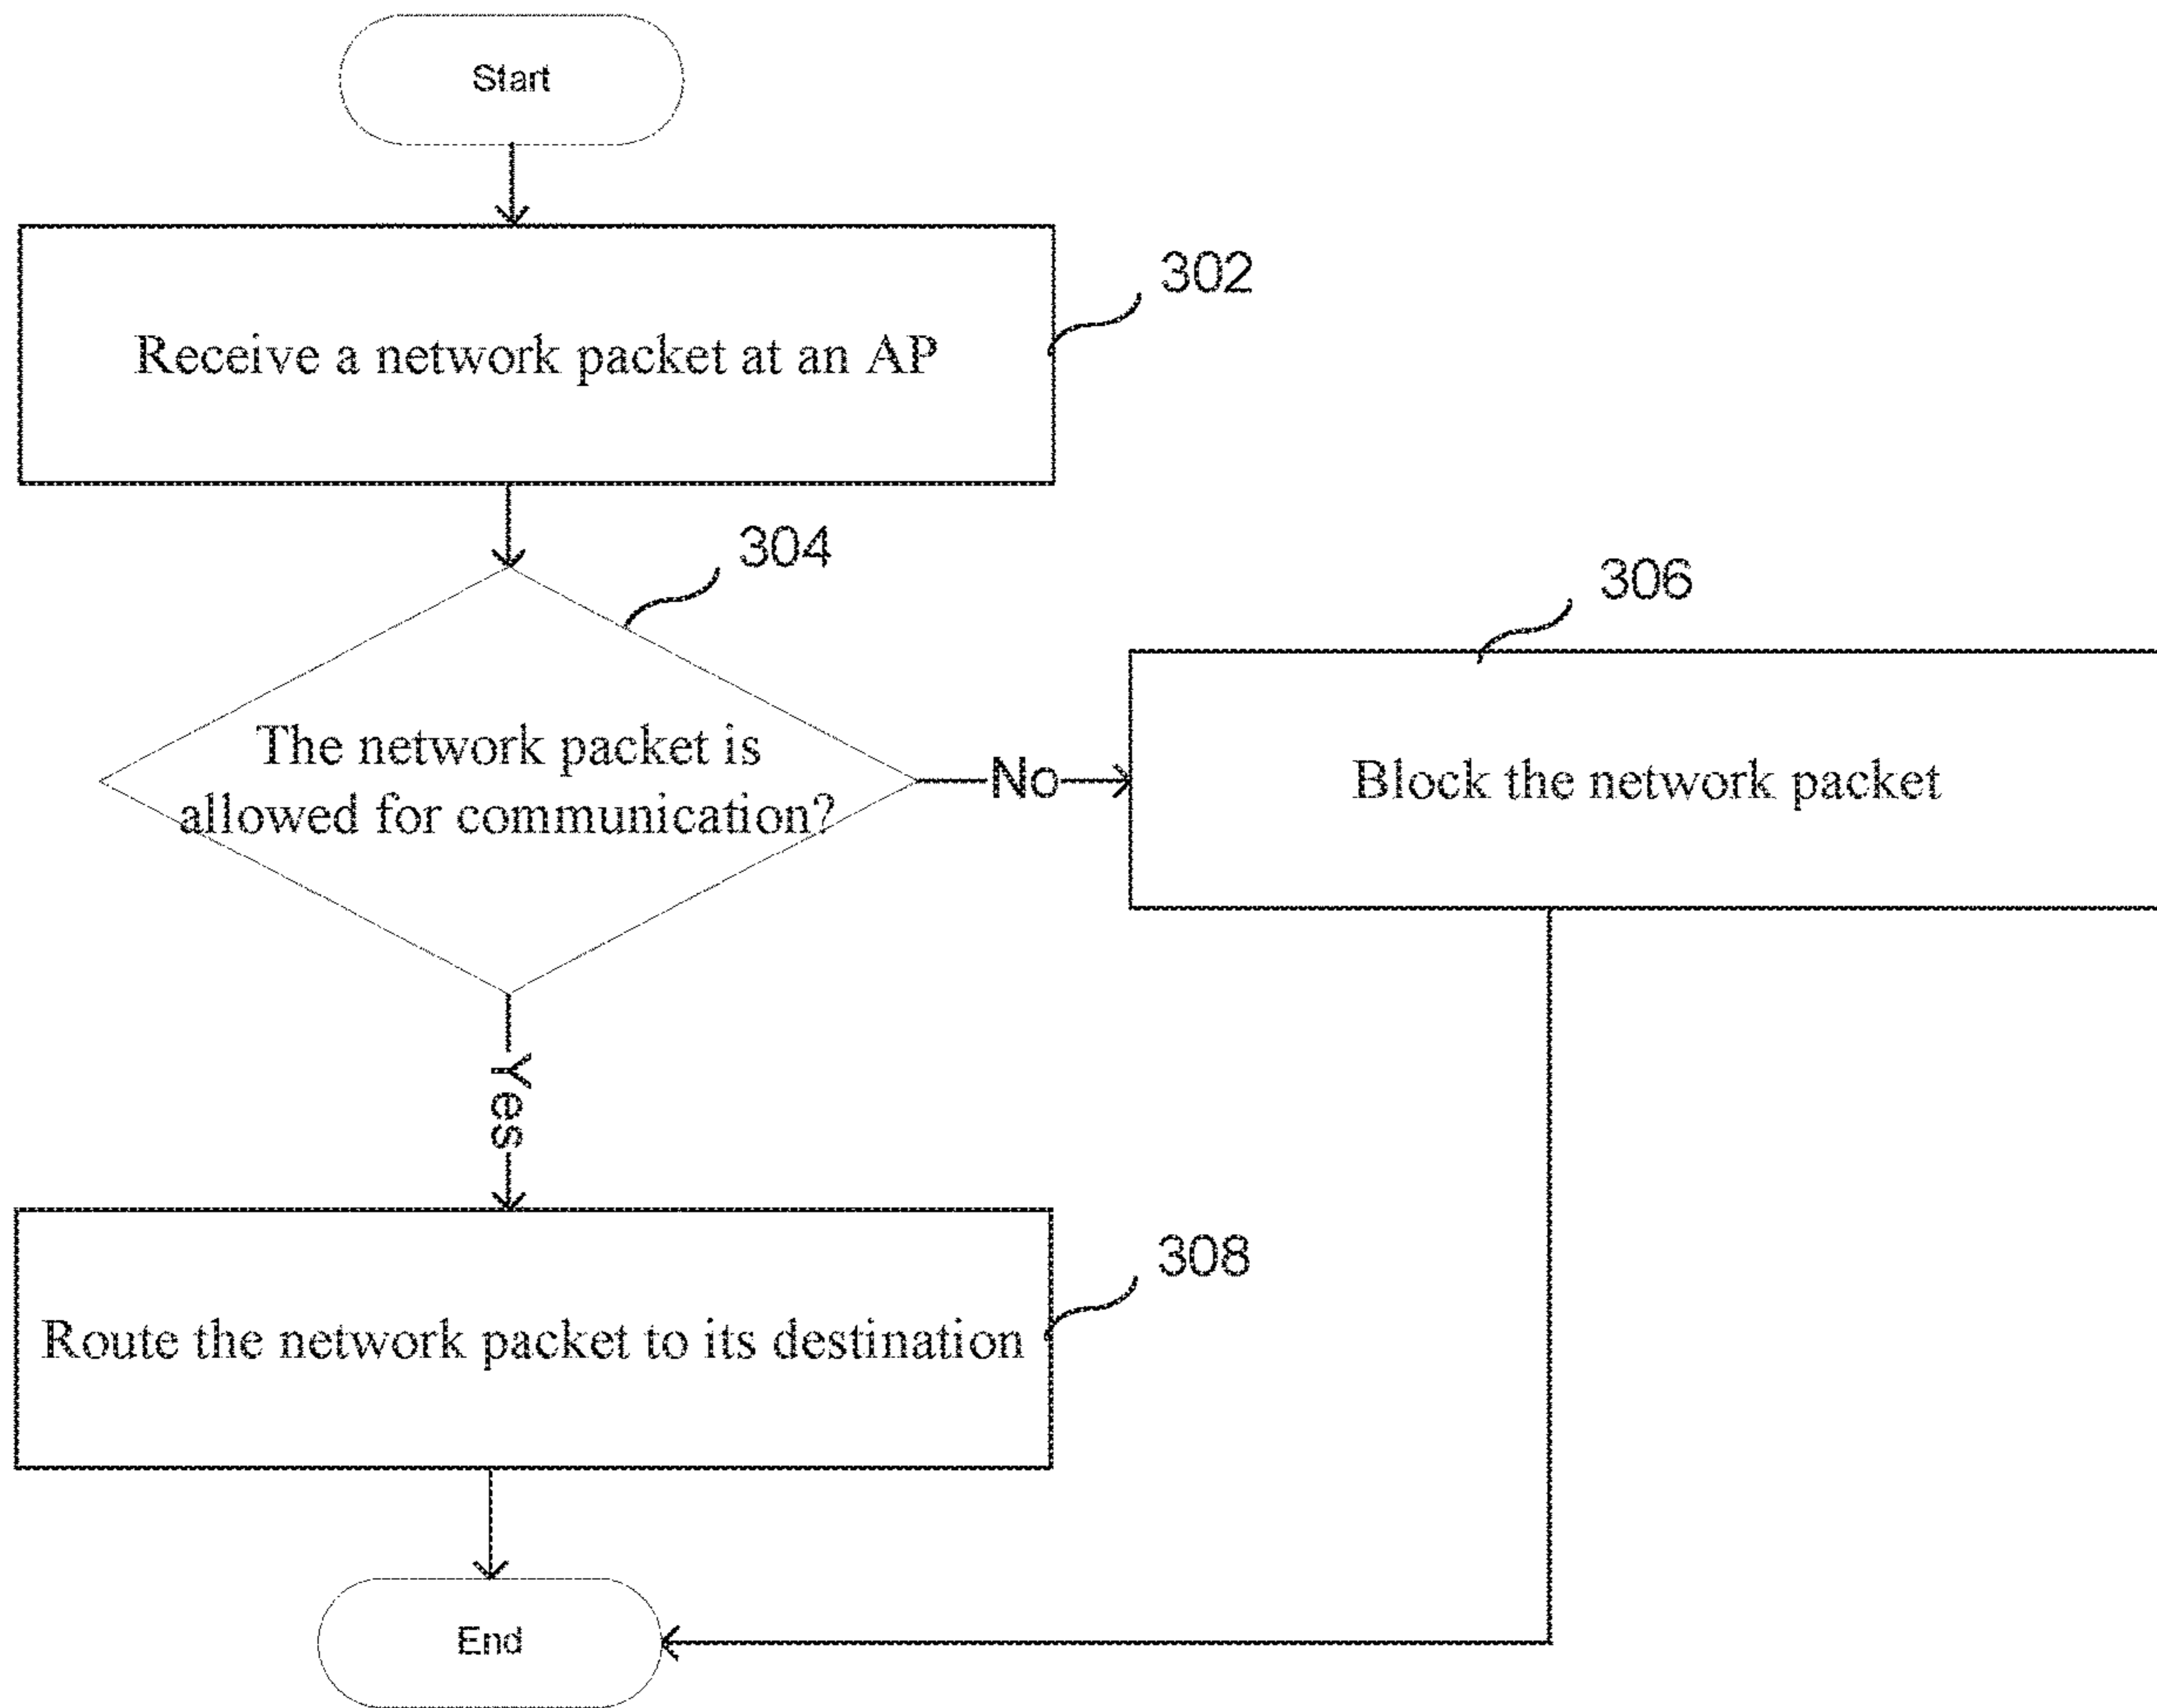 Start
302
Receive a network packet at an AP
304
306
The network packet is
allowed for communication?
No
Block the network packet
Yes
308
Route the network packet to its destination
End